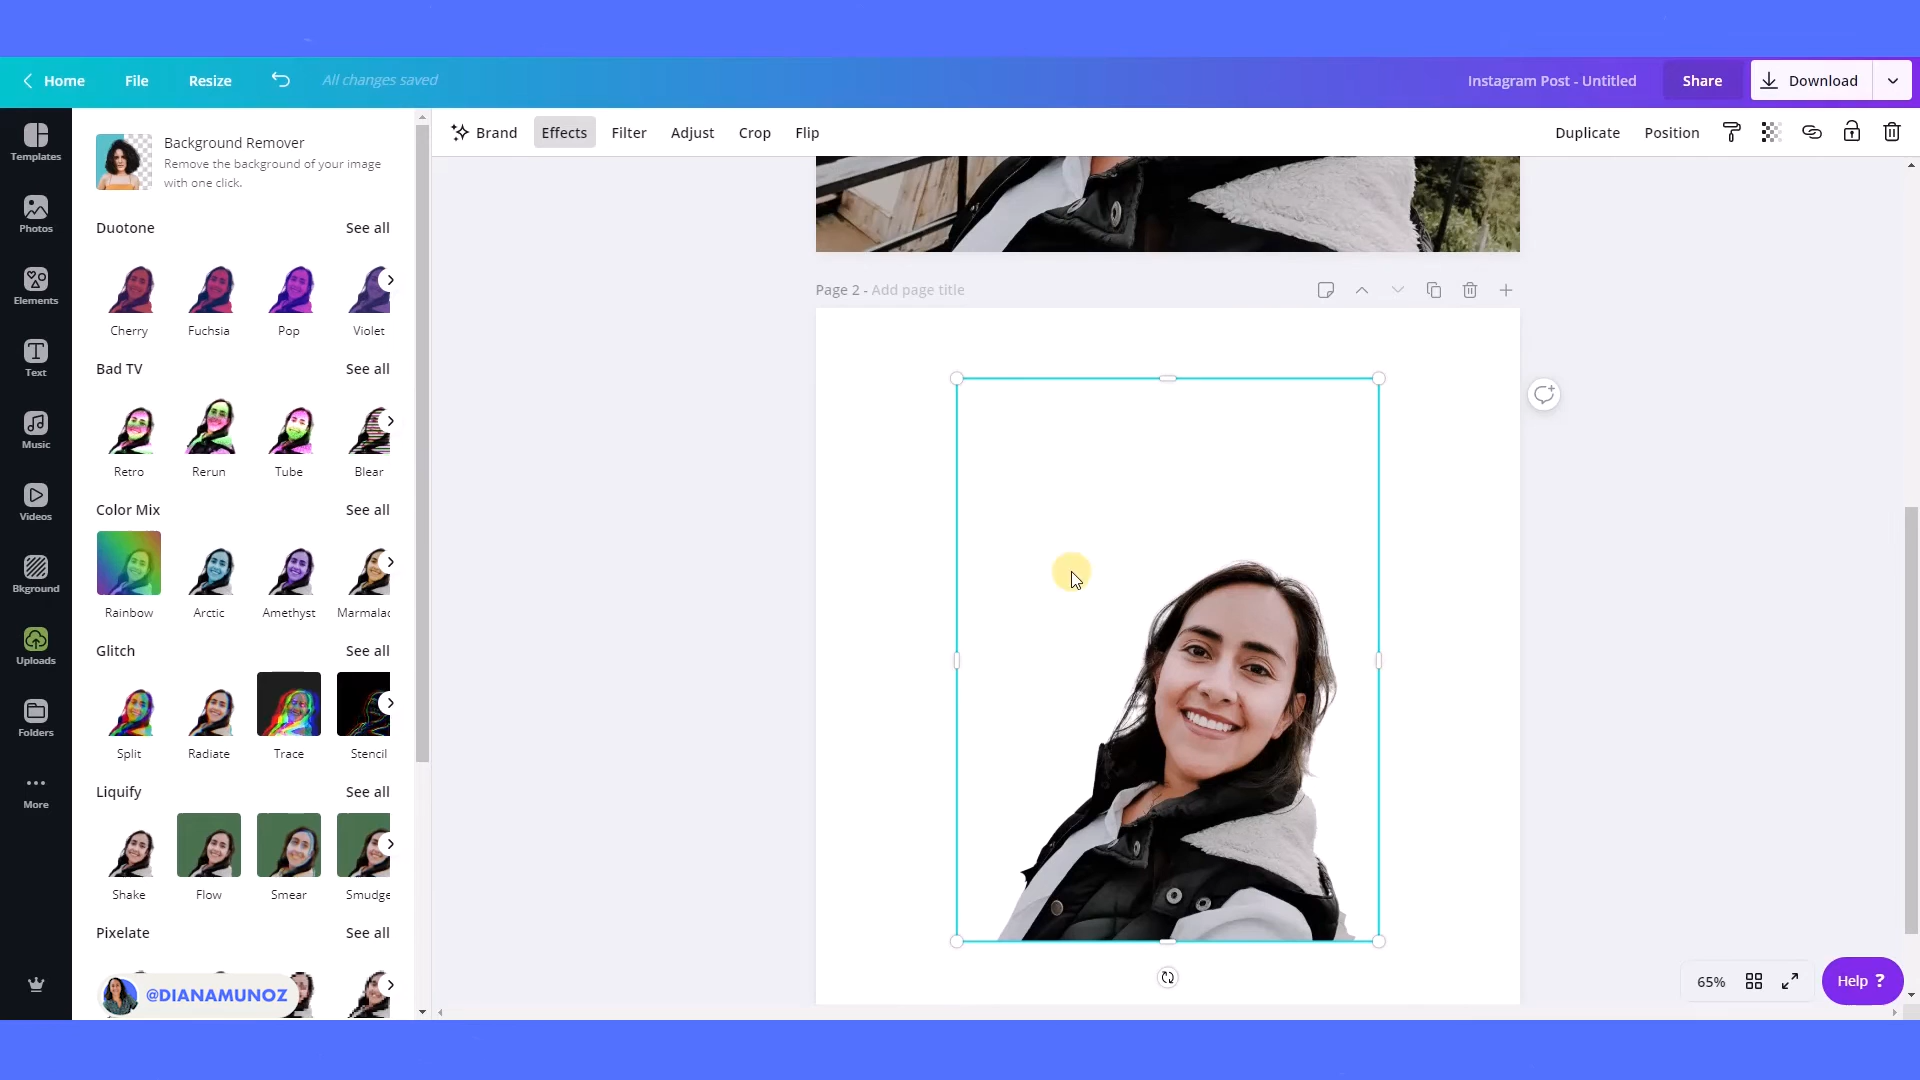 Home File Resize All changes saved Instagram Post - Untitled Share Download
Templates
Photos
Elements
Text
Music
Videos
Bkground
Uploads
Folders
More
Background Remover
Remove the background of your image
with one click.
Duotone See all
Cherry Fuchsia Pop Violet
Bad TV See all
Retro Rerun Tube Blear
Color Mix See all
Rainbow Arctic Amethyst Marmalac
Glitch See all
Split Radiate Trace Stencil
Liquify See all
Shake Flow Smear Smudge
Pixelate See all
@DIANAMUNOZ
Brand Effects Filter Adjust Crop Flip Duplicate Position
Page 2 - Add page title
65% Help ?